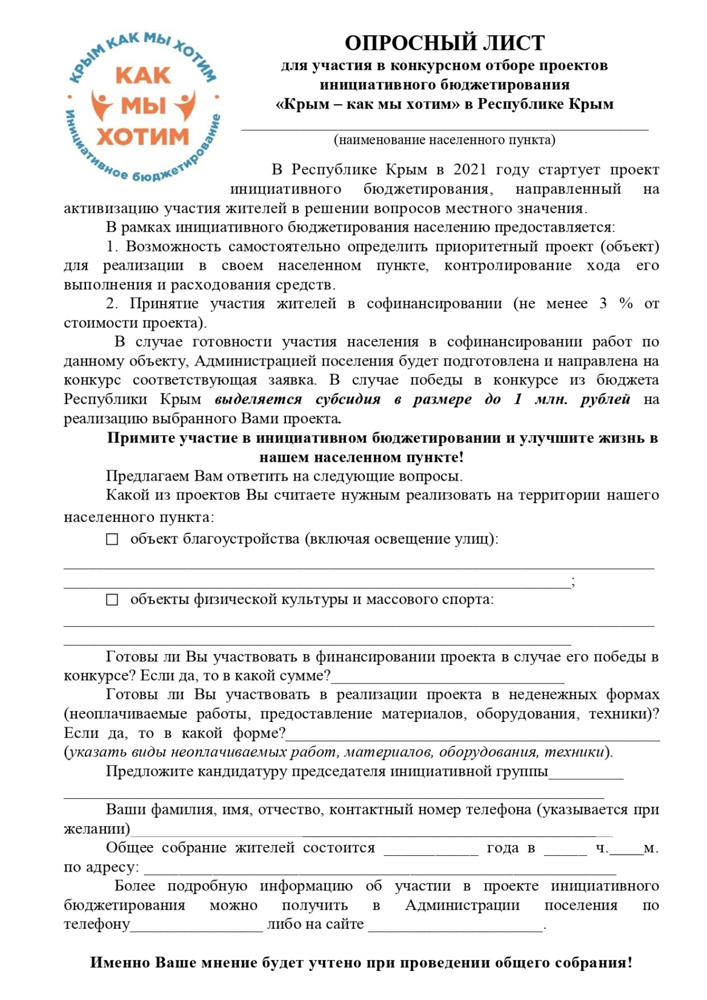 КРЫМ КАК МЫ ХОТИМ
КАК
МЫ
ХОТИМ
Инициативное бюджетирование
ОПРОСНЫЙ ЛИСТ
для участия в конкурсном отборе проектов
инициативного бюджетирования
«Крым – как мы хотим» в Республике Крым
(наименование населенного пункта)
В Республике Крым в 2021 году стартует проект
инициативного бюджетирования, направленный на
активизацию участия жителей в решении вопросов местного значения.
В рамках инициативного бюджетирования населению предоставляется:
1. Возможность самостоятельно определить приоритетный проект (объект)
для реализации в своем населенном пункте, контролирование хода его
выполнения и расходования средств.
2. Принятие участия жителей в софинансировании (не менее 3 % от
стоимости проекта).
В случае готовности участия населения в софинансировании работ по
данному объекту, Администрацией поселения будет подготовлена и направлена на
конкурс соответствующая заявка. В случае победы в конкурсе из бюджета
Республики Крым выделяется субсидия в размере до 1 млн. рублей на
реализацию выбранного Вами проекта.
Примите участие в инициативном бюджетировании и улучшите жизнь в
нашем населенном пункте!
Предлагаем Вам ответить на следующие вопросы.
Какой из проектов Вы считаете нужным реализовать на территории нашего
населенного пункта:
☐ объект благоустройства (включая освещение улиц):
;
☐ объекты физической культуры и массового спорта:
Готовы ли Вы участвовать в финансировании проекта в случае его победы в
конкурсе? Если да, то в какой сумме?____________________________
Готовы ли Вы участвовать в реализации проекта в неденежных формах
(неоплачиваемые работы, предоставление материалов, оборудования, техники)?
Если да, то в какой форме?____________________________________________
(указать виды неоплачиваемых работ, материалов, оборудования, техники).
Предложите кандидатуру председателя инициативной группы_________
Ваши фамилия, имя, отчество, контактный номер телефона (указывается при
желании)__________________________________________________________
Общее собрание жителей состоится ___________ года в _____ ч.____м.
по адресу: ________________________________________________________
Более подробную информацию об участии в проекте инициативного
бюджетирования можно получить в Администрации поселения по
телефону________________ либо на сайте _____________________.
Именно Ваше мнение будет учтено при проведении общего собрания!